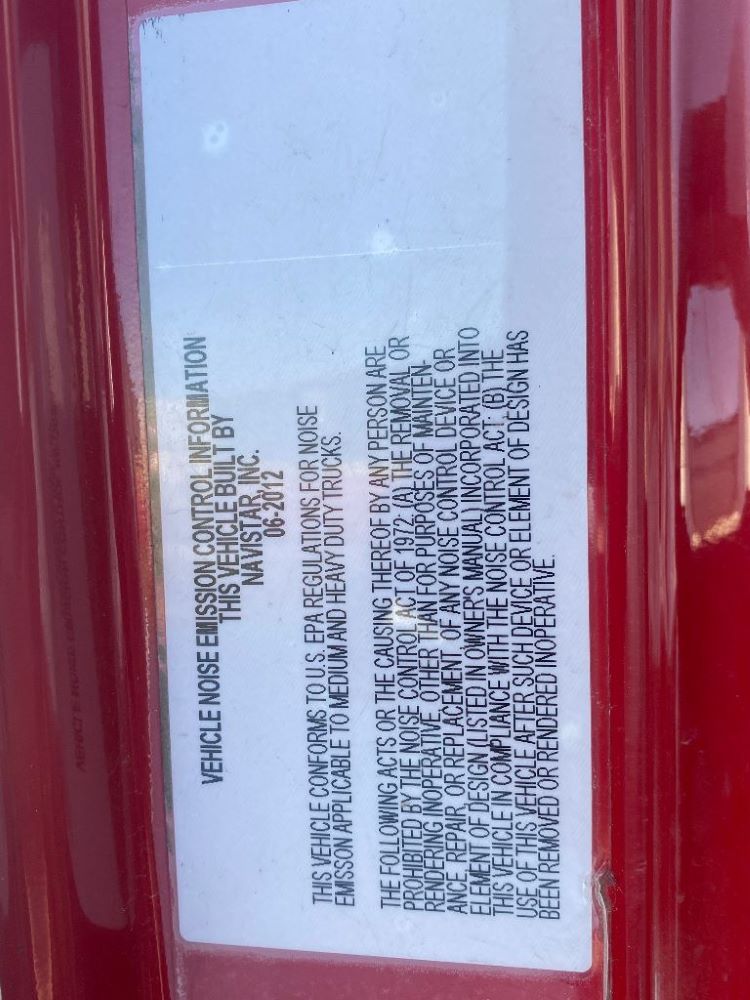 VEHICLE NOISE EMISSION CONTROL INFORMATION
THIS VEHICLE BUILT BY
NAVISTAR, INC.
06-2012
THIS VEHICLE CONFORMS TO U.S. EPA REGULATIONS FOR NOISE
EMISSON APPLICABLE TO MEDIUM AND HEAVY DUTY TRUCKS.
THE FOLLOWING ACTS OR THE CAUSING THEREOF BY ANY PERSON ARE
PROHIBITED BY THE NOISE CONTROL ACT OF 1972. (A) THE REMOVAL OR
RENDERING INOPERATIVE, OTHER THAN FOR PURPOSES OF MAINTEN-
ANCE, REPAIR, OR REPLACEMENT OF ANY NOISE CONTROL DEVICE OR
ELEMENT OF DESIGN (LISTED IN OWNER'S MANUAL) INCORPORATED INTO
THIS VEHICLE IN COMPLIANCE WITH THE NOISE CONTROL ACT; (B) THE
USE OF THIS VEHICLE AFTER SUCH DEVICE OR ELEMENT OF DESIGN HAS
BEEN REMOVED OR RENDERED INOPERATIVE.